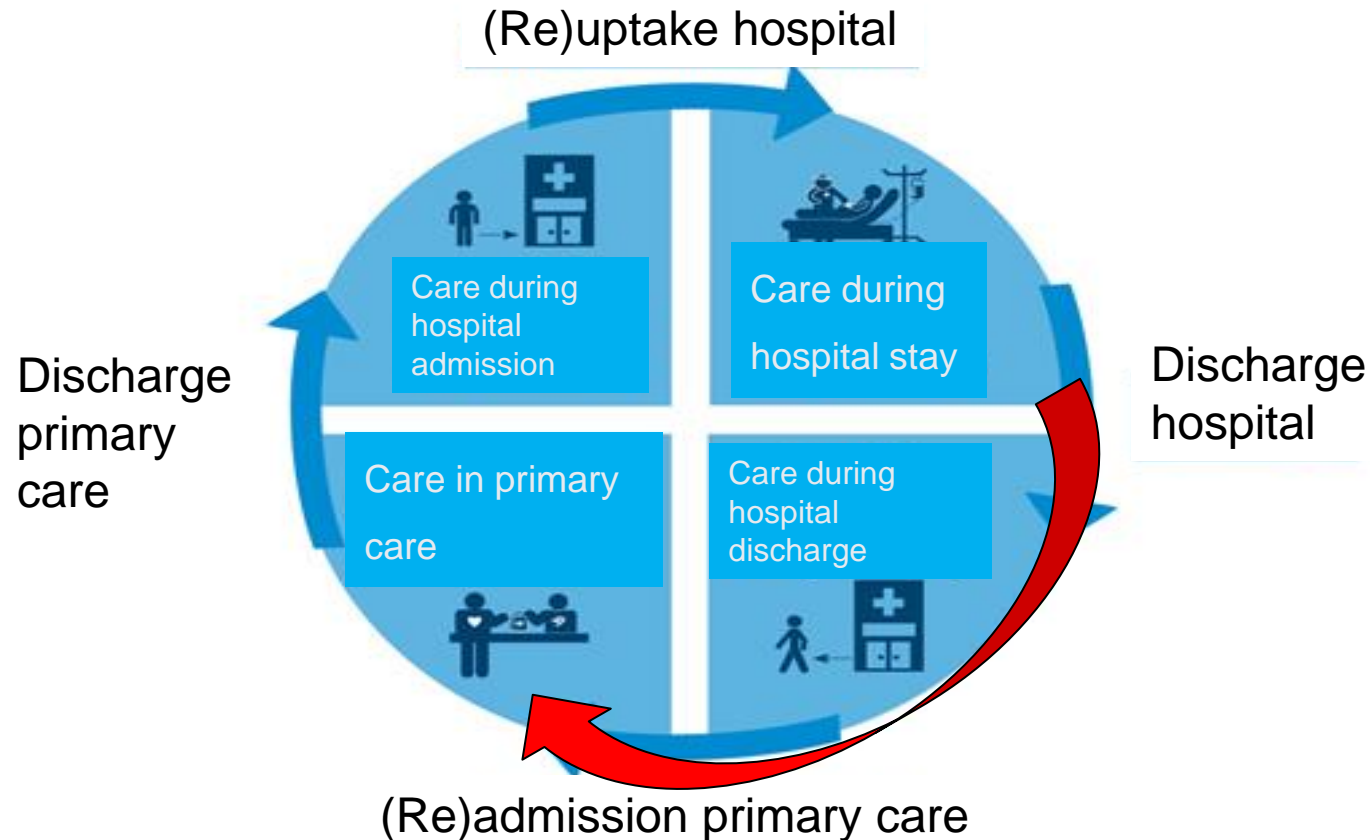 (Re)uptake hospital
Care during
hospital
admission
Care during
hospital stay
Discharge
primary
care
Discharge
hospital
Care in primary
care
Care during
hospital
discharge
(Re)admission primary care